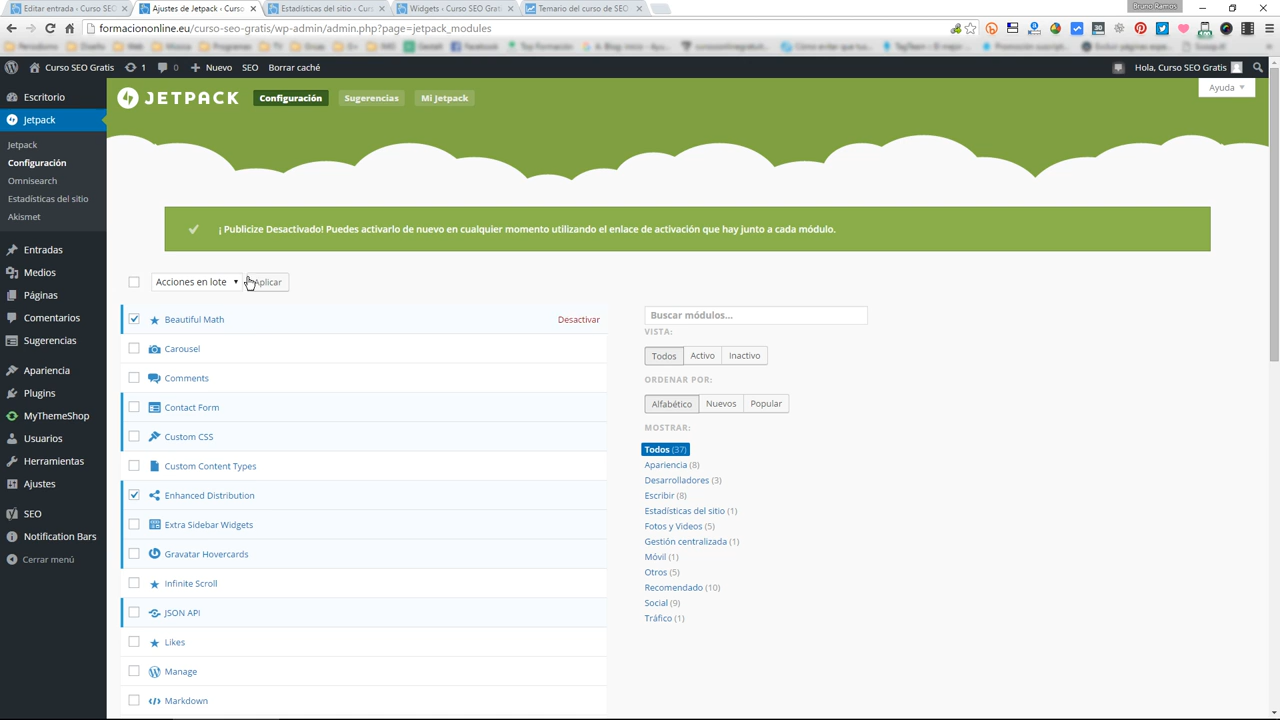 Editar entrada ‹ Curso SEO
Ajustes de Jetpack ‹ Curso
Estadísticas del sitio ‹ Cu
Widgets ‹ Curso SEO Grati
Temario del curso de SEO
Bruno Ramos
formaciononline.eu/curso-seo-gratis/wp-admin/admin.php?page=jetpack_modules
Curso SEO Gratis 1 0 Nuevo SEO Borrar caché Hola, Curso SEO Gratis
Escritorio
Jetpack
Jetpack
Configuración
Omnisearch
Estadísticas del sitio
Akismet
Entradas
Medios
Páginas
Comentarios
Sugerencias
Apariencia
Plugins
MyThemeShop
Usuarios
Herramientas
Ajustes
SEO
Notification Bars
Cerrar menú
JETPACK Configuración Sugerencias Mi Jetpack
Ayuda
¡ Publicize Desactivado! Puedes activarlo de nuevo en cualquier momento utilizando el enlace de activación que hay junto a cada módulo.
Acciones en lote Aplicar
Beautiful Math Desactivar
Carousel
Comments
Contact Form
Custom CSS
Custom Content Types
Enhanced Distribution
Extra Sidebar Widgets
Gravatar Hovercards
Infinite Scroll
JSON API
Likes
Manage
Markdown
Buscar módulos...
VISTA:
Todos Activo Inactivo
ORDENAR POR:
Alfabético Nuevos Popular
MOSTRAR:
Todos (37)
Apariencia (8)
Desarrolladores (3)
Escribir (8)
Estadísticas del sitio (1)
Fotos y Videos (5)
Gestión centralizada (1)
Móvil (1)
Otros (5)
Recomendado (10)
Social (9)
Tráfico (1)